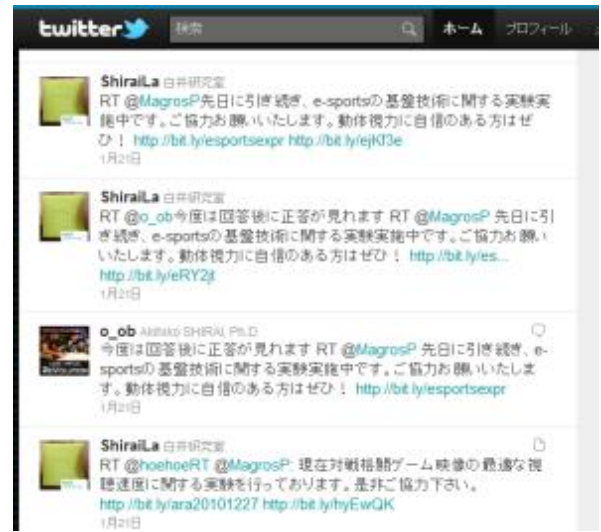 twitter 検索 ホーム プロフィール
ShiraiLa 白井研究室
RT @MagrosP先日に引き続き、e-sportsの基盤技術に関する実験実
施中です。ご協力お願いいたします。動体視力に自信のある方はぜ
ひ！ http://bit.ly/esportsexpr http://bit.ly/ejKf3e
1月21日
ShiraiLa 白井研究室
RT @o_ob今度は回答後に正答が見れます RT @MagrosP 先日に引
き続き、e-sportsの基盤技術に関する実験実施中です。ご協力お願い
いたします。動体視力に自信のある方はぜひ！ http://bit.ly/es...
http://bit.ly/eRY2jt
1月21日
o_ob Akihiko SHIRAI, Ph.D
今度は回答後に正答が見れます RT @MagrosP 先日に引き続き、e-
sportsの基盤技術に関する実験実施中です。ご協力お願いいたしま
す。動体視力に自信のある方はぜひ！ http://bit.ly/esportsexpr
1月21日
ShiraiLa 白井研究室
RT @hoehoeRT @MagrosP: 現在対戦格闘ゲーム映像の最適な視
聴速度に関する実験を行っております。是非ご協力下さい。
http://bit.ly/ara20101227 http://bit.ly/hyEwQK
1月21日